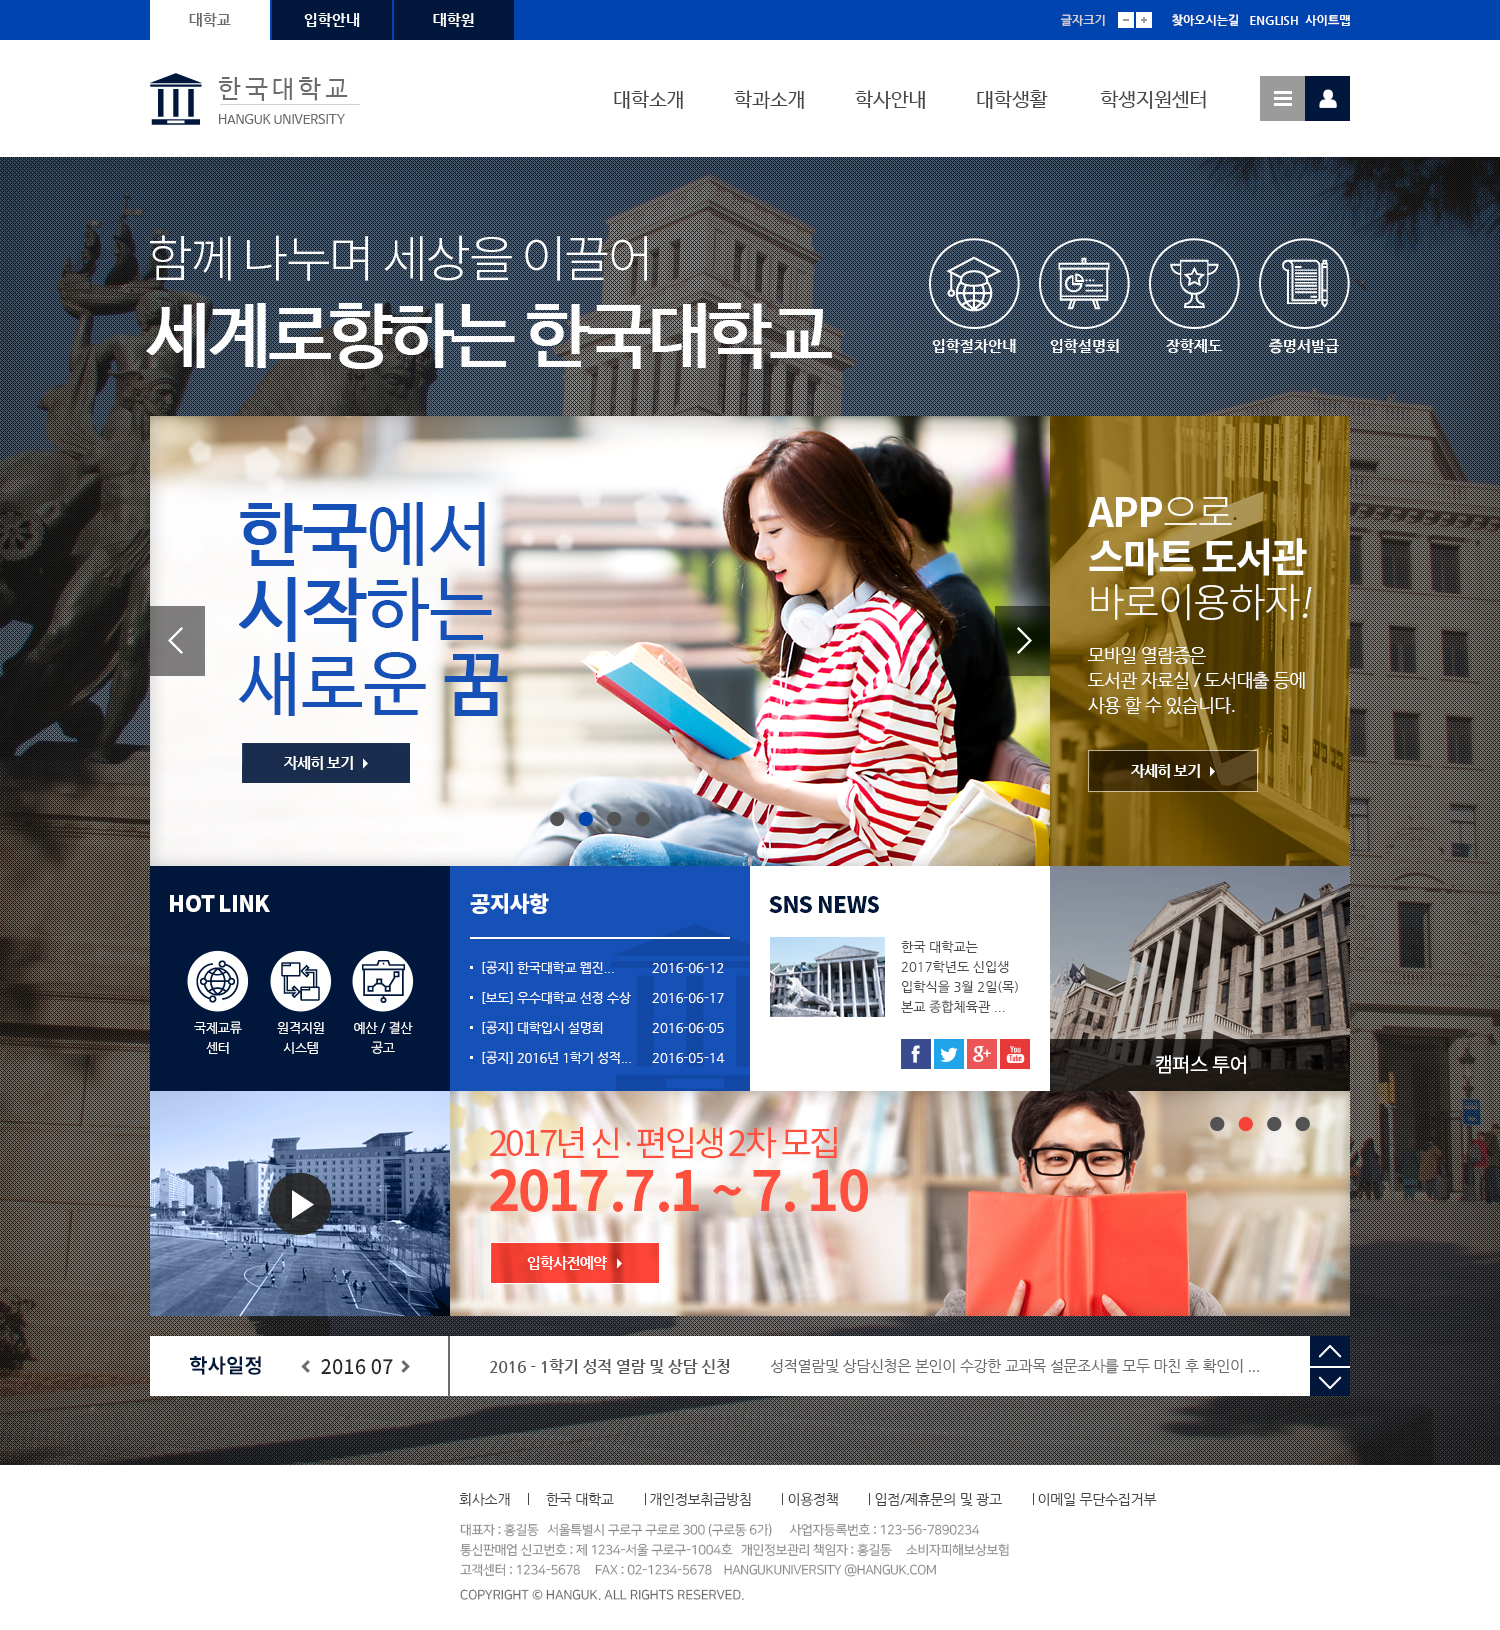 대학교 입학안내 대학원 글자크기 찾아오시는길 ENGLISH 사이트맵
한국대학교
HANGUK UNIVERSITY
대학소개 학과소개 학사안내 대학생활 학생지원센터
함께 나누며 세상을 이끌어
세계로향하는 한국대학교
입학절차안내 입학설명회 장학제도 증명서발급
한국에서
시작하는
새로운 꿈
자세히 보기
APP으로
스마트 도서관
바로이용하자!
모바일 열람증은
도서관 자료실 / 도서대출 등에
사용 할 수 있습니다.
자세히 보기
HOT LINK
국제교류
센터
원격지원
시스템
예산 / 결산
공고
공지사항
[공지] 한국대학교 웹진... 2016-06-12
[보도] 우수대학교 선정 수상 2016-06-17
[공지] 대학입시 설명회 2016-06-05
[공지] 2016년 1학기 성적... 2016-05-14
SNS NEWS
한국 대학교는
2017학년도 신입생
입학식을 3월 2일(목)
본교 종합체육관 ...
f g+ You Tube
캠퍼스 투어
2017년 신·편입생 2차 모집
2017.7.1 ~ 7. 10
입학사전예약
학사일정 2016 07 2016 - 1학기 성적 열람 및 상담 신청 성적열람및 상담신청은 본인이 수강한 교과목 설문조사를 모두 마친 후 확인이 ...
회사소개 | 한국 대학교 | 개인정보취급방침 | 이용정책 | 입점/제휴문의 및 광고 | 이메일 무단수집거부
대표자 : 홍길동 서울특별시 구로구 구로로 300 (구로동 6가) 사업자등록번호 : 123-56-7890234
통신판매업 신고번호 : 제 1234-서울 구로구-1004호 개인정보관리 책임자 : 홍길동 소비자피해보상보험
고객센터 : 1234-5678 FAX : 02-1234-5678 HANGUKUNIVERSITY @HANGUK.COM
COPYRIGHT © HANGUK. ALL RIGHTS RESERVED.